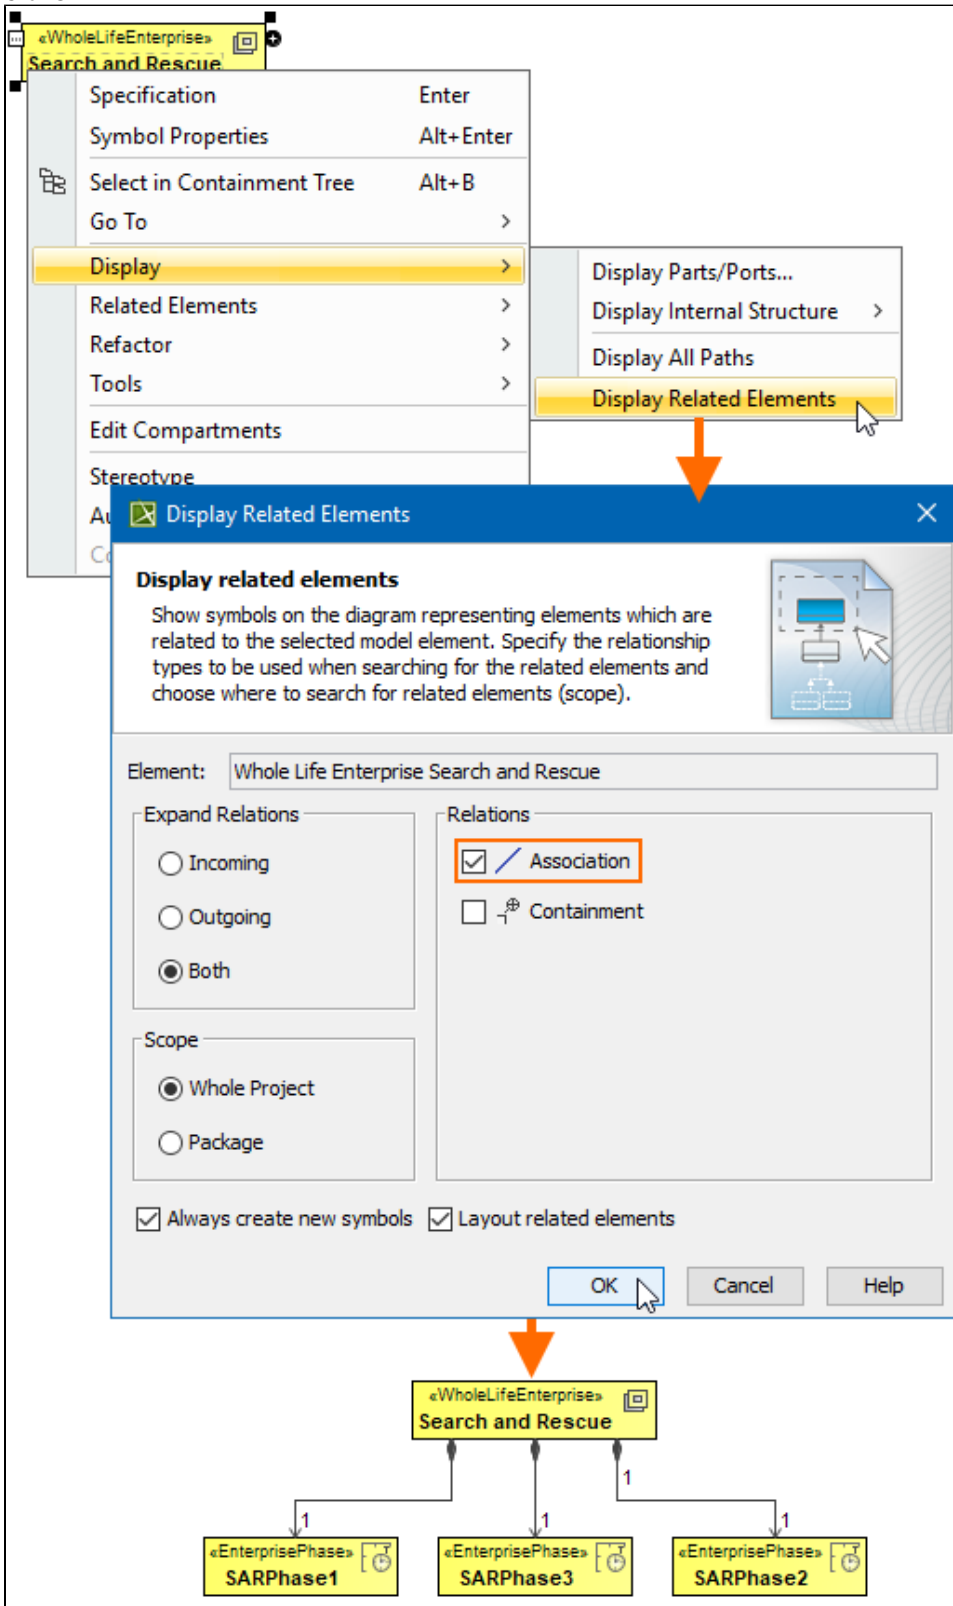 «WholeLifeEnterprise»
Search and Rescue
Specification Enter
Symbol Properties Alt+Enter
Select in Containment Tree Alt+B
Go To >
Display >
Related Elements >
Refactor >
Tools >
Edit Compartments
Stereotype
Display Parts/Ports...
Display Internal Structure >
Display All Paths
Display Related Elements
Display Related Elements
Display related elements
Show symbols on the diagram representing elements which are
related to the selected model element. Specify the relationship
types to be used when searching for the related elements and
choose where to search for related elements (scope).
Element: Whole Life Enterprise Search and Rescue
Expand Relations
Incoming
Outgoing
Both
Relations
Association
Containment
Scope
Whole Project
Package
Always create new symbols Layout related elements
OK Cancel Help
«WholeLifeEnterprise»
Search and Rescue
1
1 1 1
«EnterprisePhase» «EnterprisePhase» «EnterprisePhase»
SARPhase1 SARPhase3 SARPhase2